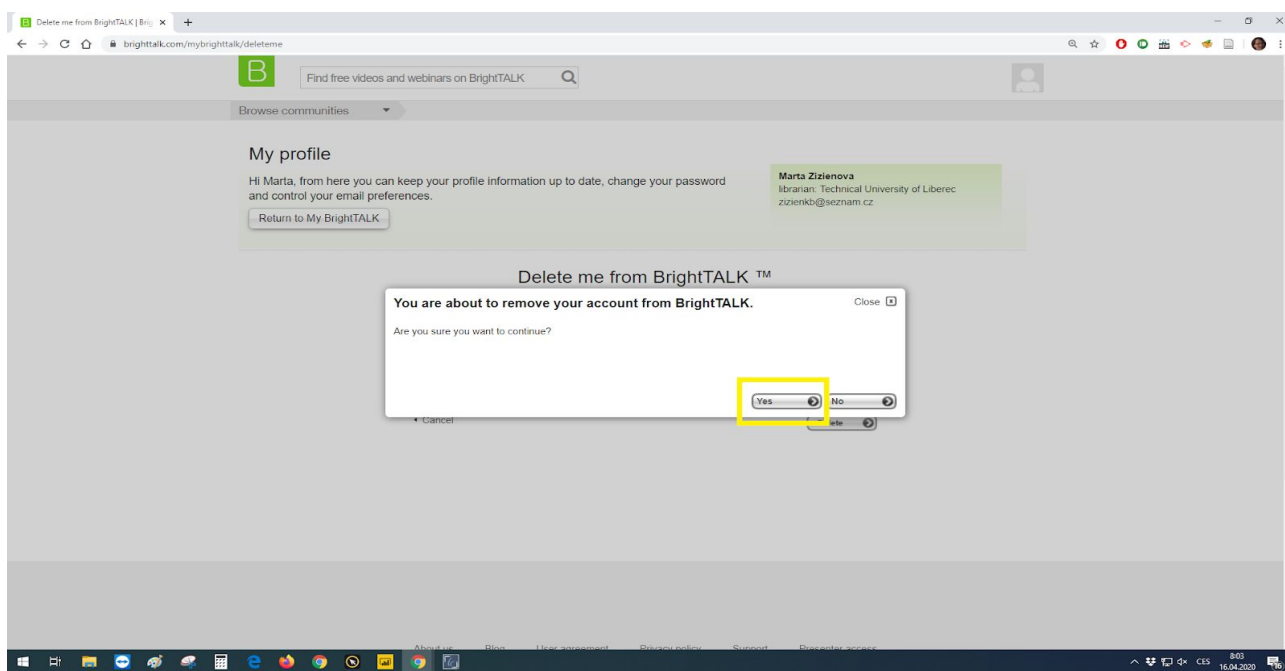 Delete me from BrightTALK | Brig
brighttalk.com/mybrighttalk/deleteme
B
Find free videos and webinars on BrightTALK
Browse communities
My profile
Hi Marta, from here you can keep your profile information up to date, change your password
and control your email preferences.
Return to My BrightTALK
Marta Zizienova
librarian: Technical University of Liberec
zizienkb@seznam.cz
Delete me from BrightTALK ™
You are about to remove your account from BrightTALK.
Close
Are you sure you want to continue?
Yes
No
Cancel
About us Blog User agreement Privacy policy Support Presenter access
CES
8:03
16.04.2020